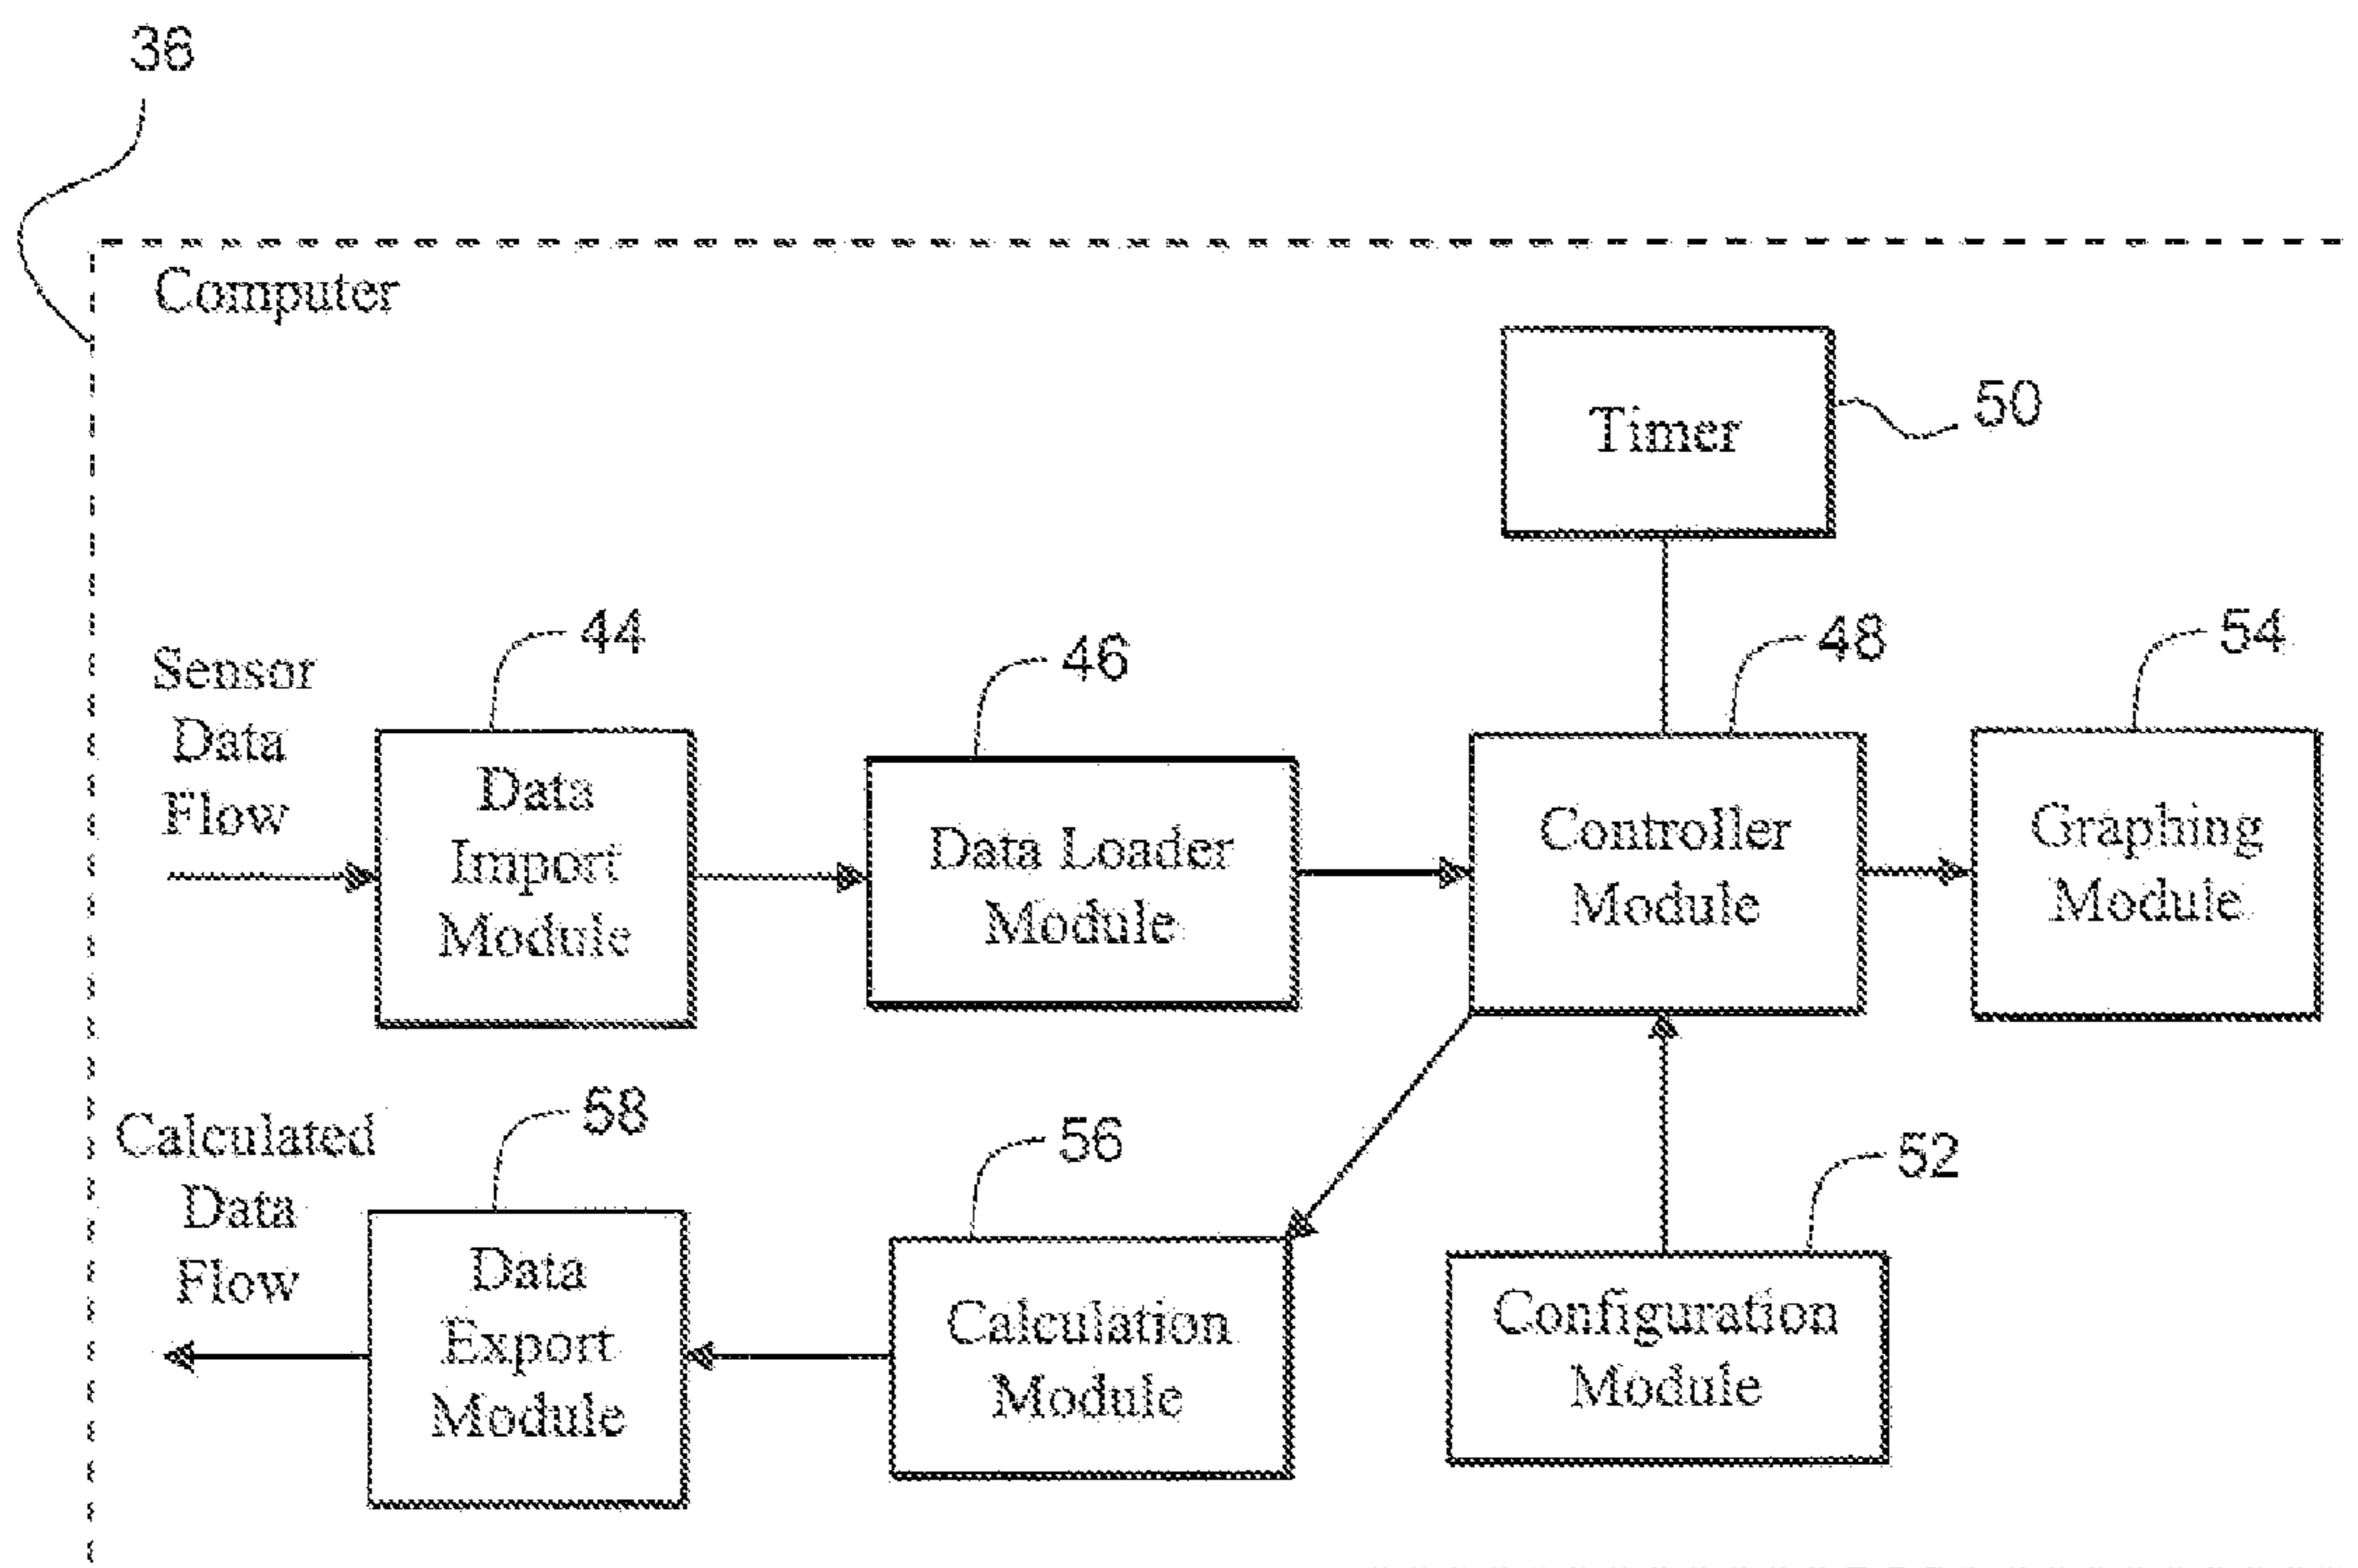 36
Computer
Timer
50
Sensor
Data
Flow
44
Data
Import
Module
46
Data Loader
Module
48
Controller
Module
54
Graphing
Module
Calculated
Data
Flow
58
Data
Export
Module
56
Calculation
Module
52
Configuration
Module